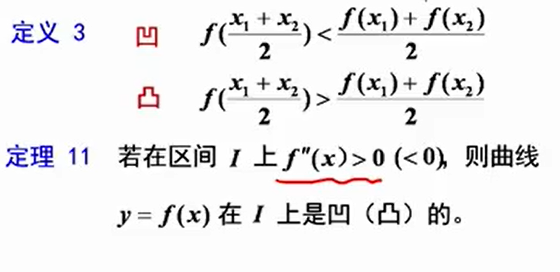 定义 3 凹 f(\frac{x_1 + x_2}{2}) < \frac{f(x_1) + f(x_2)}{2}
凸 f(\frac{x_1 + x_2}{2}) > \frac{f(x_1) + f(x_2)}{2}
定理 11 若在区间 I 上 f″(x) > 0 (< 0), 则曲线
y = f(x) 在 I 上是凹（凸）的。